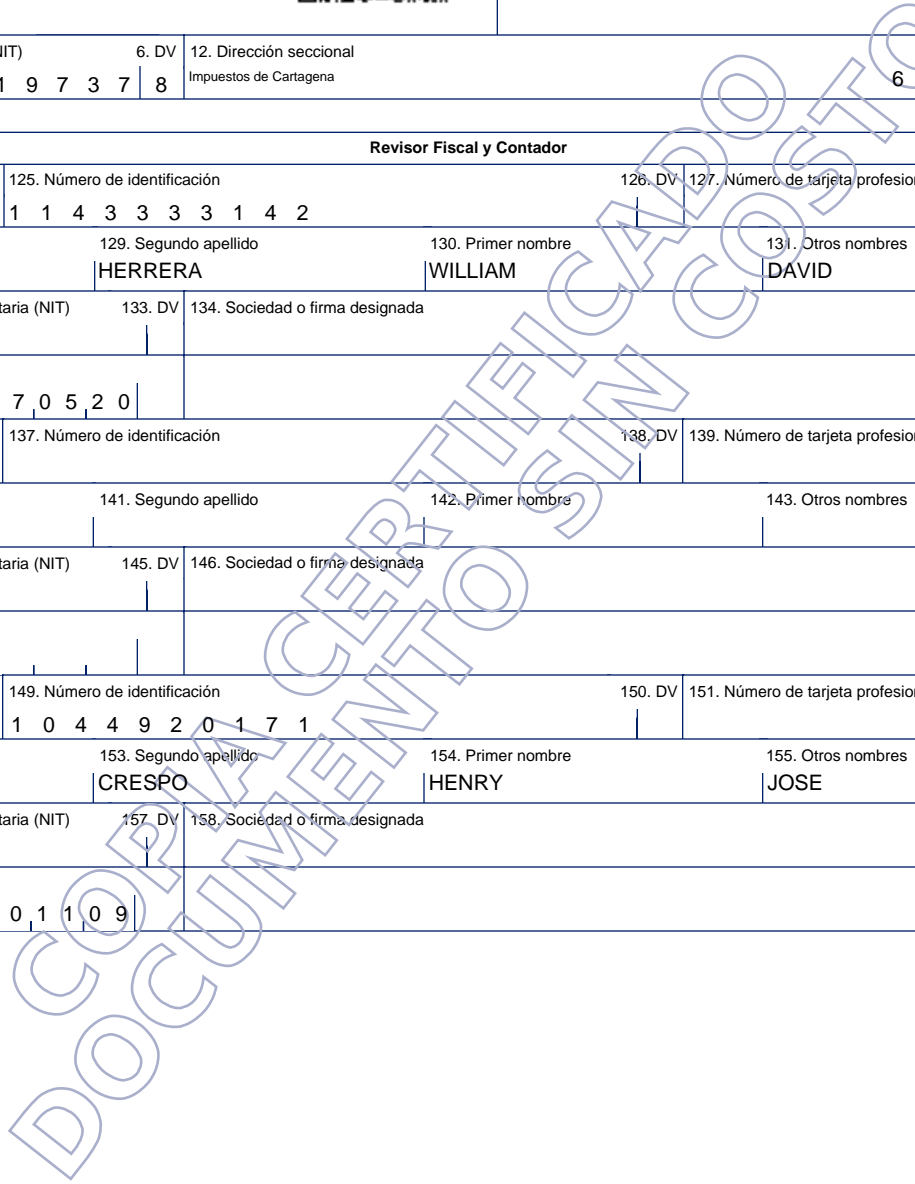 IT) 6. DV 12. Dirección seccional
1 9 7 3 7 8 Impuestos de Cartagena 6
Revisor Fiscal y Contador
125. Número de identificación 126. DV 127. Número de tarjeta profesion
1 1 4 3 3 3 3 1 4 2
129. Segundo apellido 130. Primer nombre 131. Otros nombres
HERRERA WILLIAM DAVID
taria (NIT) 133. DV 134. Sociedad o firma designada
7 0 5 2 0
137. Número de identificación 138. DV 139. Número de tarjeta profesion
141. Segundo apellido 142. Primer nombre 143. Otros nombres
taria (NIT) 145. DV 146. Sociedad o firma designada
149. Número de identificación 150. DV 151. Número de tarjeta profesion
1 0 4 4 9 2 0 1 7 1
153. Segundo apellido 154. Primer nombre 155. Otros nombres
CRESPO HENRY JOSE
taria (NIT) 157. DV 158. Sociedad o firma designada
0 1 1 0 9
COPIA CERTIFICADO
DOCUMENTO SIN COSTO